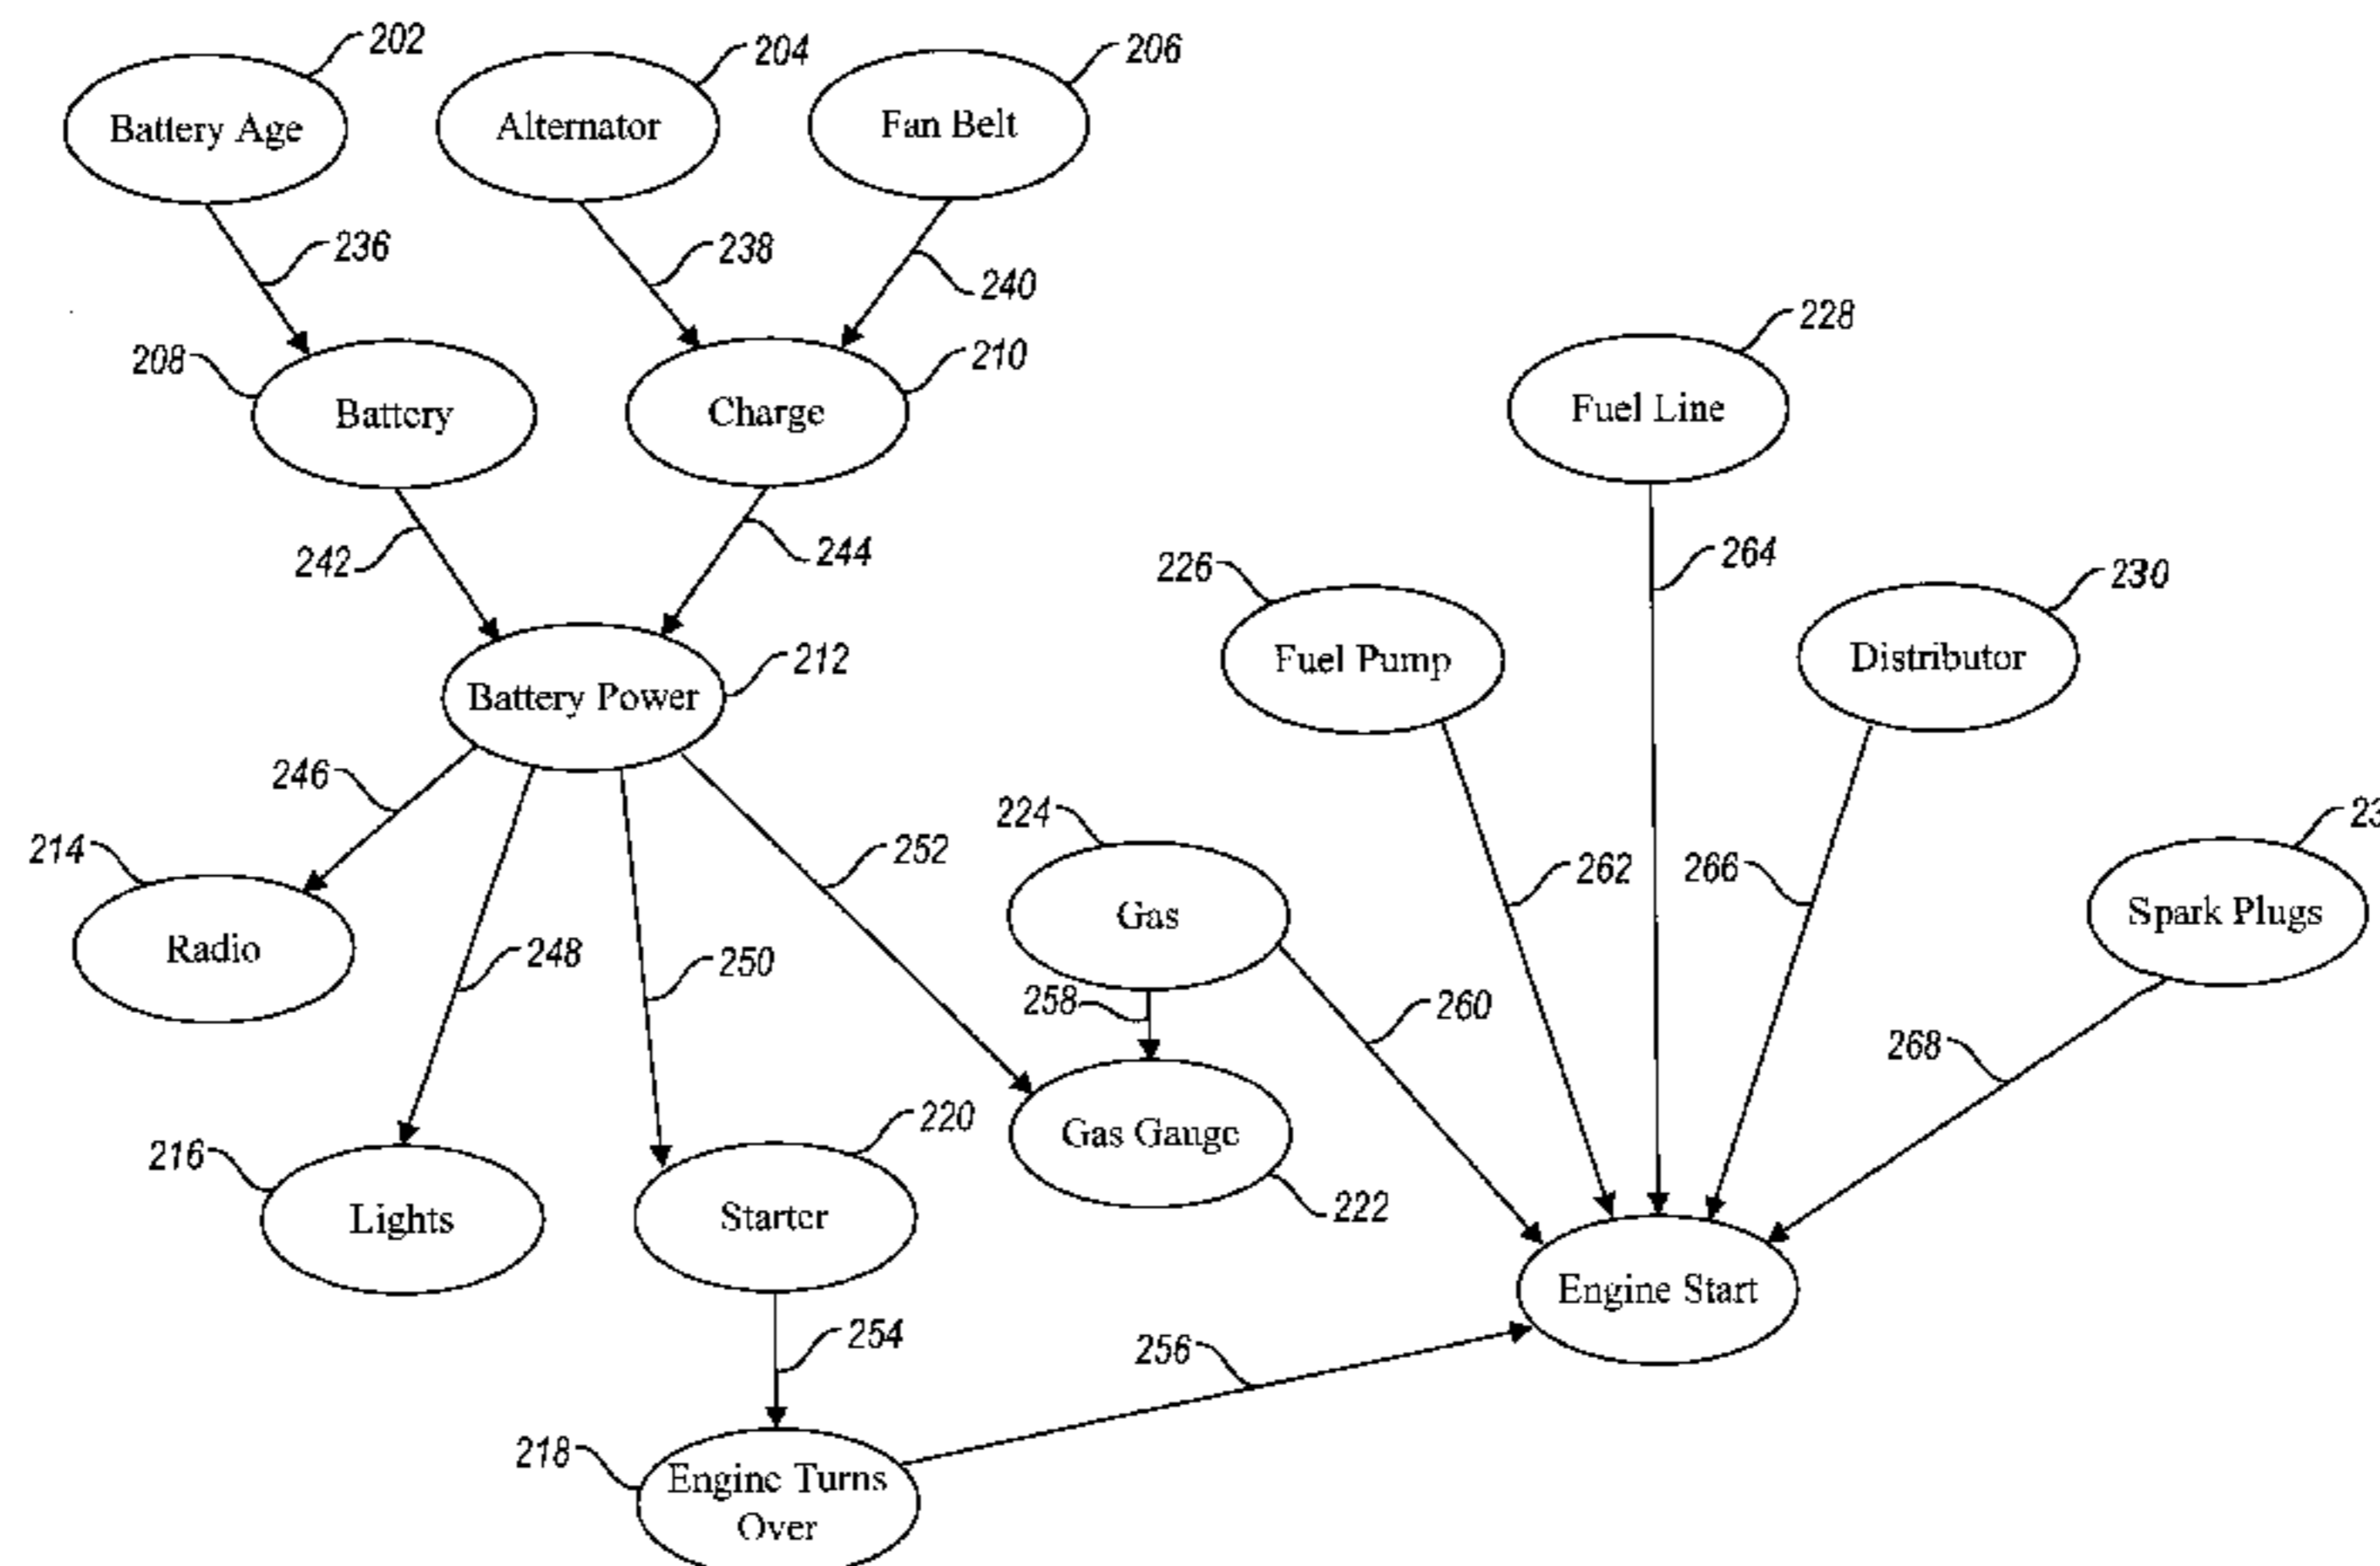 202
204
206
Battery Age
Alternator
Fan Belt
236
238
240
228
208
210
Battery
Charge
Fuel Line
242
244
226
264
230
212
Fuel Pump
Distributor
Battery Power
246
224
23
214
252
262
266
Gas
Spark Plugs
Radio
248
250
258
260
268
216
220
Gas Gauge
222
Lights
Starter
Engine Start
254
256
218
Engine Turns
Over